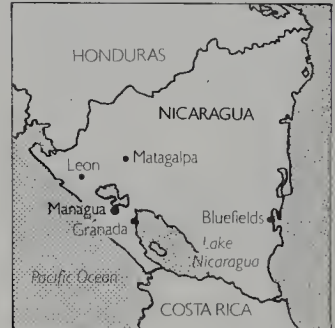 HONDURAS
NICARAGUA
Leon
Matagalpa
Managua
Granada
Bluefields
Lake
Nicaragua
Pacific Ocean
COSTA RICA